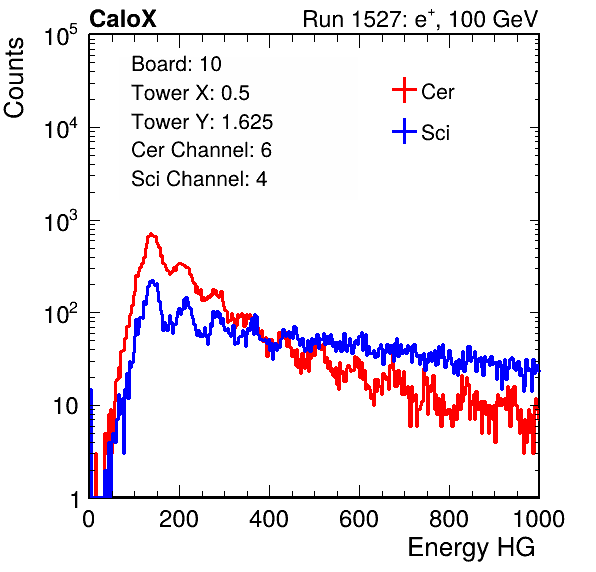 CaloX Run 1527: e⁺, 100 GeV
Counts
10⁵
10⁴
10³
10²
10
1
Board: 10
Tower X: 0.5
Tower Y: 1.625
Cer Channel: 6
Sci Channel: 4
Cer
Sci
0 200 400 600 800 1000
Energy HG